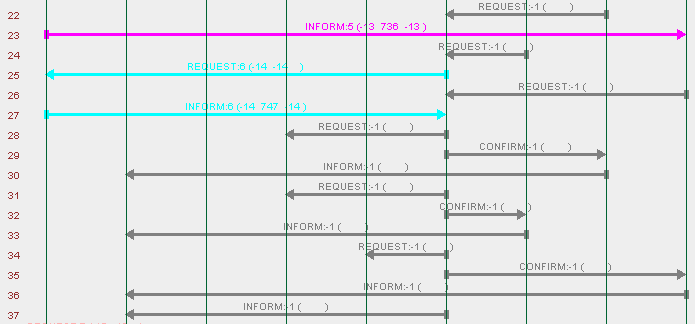 22 REQUEST:-1 ( )
23 INFORM:5 (-13 736 -13 )
24 REQUEST:-1 ( )
25 REQUEST:6 (-14 -14 )
26 REQUEST:-1 ( )
27 INFORM:6 (-14 747 -14 )
28 REQUEST:-1 ( )
29 CONFIRM:-1 ( )
30 INFORM:-1 ( )
31 REQUEST:-1 ( )
32 CONFIRM:-1 ( )
33 INFORM:-1 ( )
34 REQUEST:-1 ( )
35 CONFIRM:-1 ( )
36 INFORM:-1 ( )
37 INFORM:-1 ( )